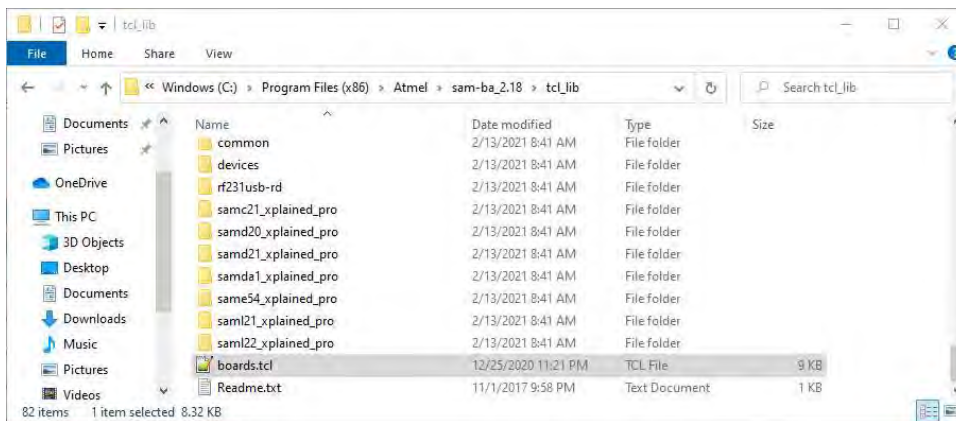 tcl_lib
File Home Share View
« Windows (C:) › Program Files (x86) › Atmel › sam-ba_2.18 › tcl_lib
Search tcl_lib
Documents
Pictures
OneDrive
This PC
3D Objects
Desktop
Documents
Downloads
Music
Pictures
Videos
Name Date modified Type Size
common 2/13/2021 8:41 AM File folder
devices 2/13/2021 8:41 AM File folder
rf231usb-rd 2/13/2021 8:41 AM File folder
samc21_xplained_pro 2/13/2021 8:41 AM File folder
samd20_xplained_pro 2/13/2021 8:41 AM File folder
samd21_xplained_pro 2/13/2021 8:41 AM File folder
samda1_xplained_pro 2/13/2021 8:41 AM File folder
same54_xplained_pro 2/13/2021 8:41 AM File folder
saml21_xplained_pro 2/13/2021 8:41 AM File folder
saml22_xplained_pro 2/13/2021 8:41 AM File folder
boards.tcl 12/25/2020 11:21 PM TCL File 9 KB
Readme.txt 11/1/2017 9:58 PM Text Document 1 KB
82 items 1 item selected 8.32 KB